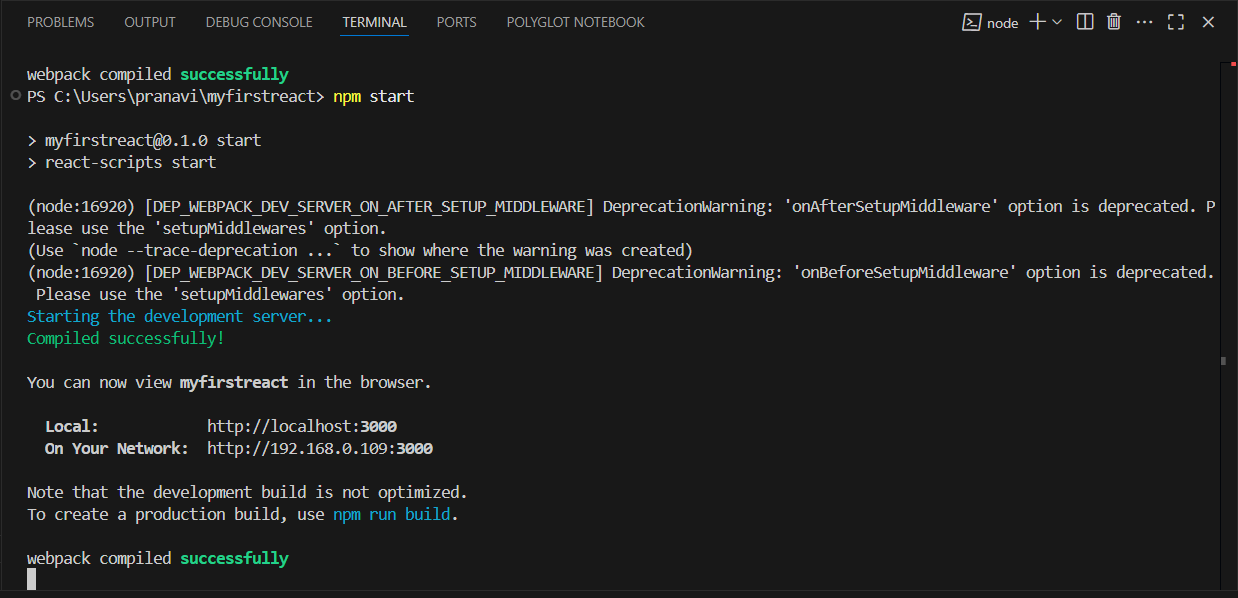 PROBLEMS OUTPUT DEBUG CONSOLE TERMINAL PORTS POLYGLOT NOTEBOOK node
webpack compiled successfully
PS C:\Users\pranavi\myfirstreact> npm start
> myfirstreact@0.1.0 start
> react-scripts start
(node:16920) [DEP_WEBPACK_DEV_SERVER_ON_AFTER_SETUP_MIDDLEWARE] DeprecationWarning: 'onAfterSetupMiddleware' option is deprecated. P
lease use the 'setupMiddlewares' option.
(Use `node --trace-deprecation ...` to show where the warning was created)
(node:16920) [DEP_WEBPACK_DEV_SERVER_ON_BEFORE_SETUP_MIDDLEWARE] DeprecationWarning: 'onBeforeSetupMiddleware' option is deprecated.
 Please use the 'setupMiddlewares' option.
Starting the development server...
Compiled successfully!
You can now view myfirstreact in the browser.
Local: http://localhost:3000
On Your Network: http://192.168.0.109:3000
Note that the development build is not optimized.
To create a production build, use npm run build.
webpack compiled successfully